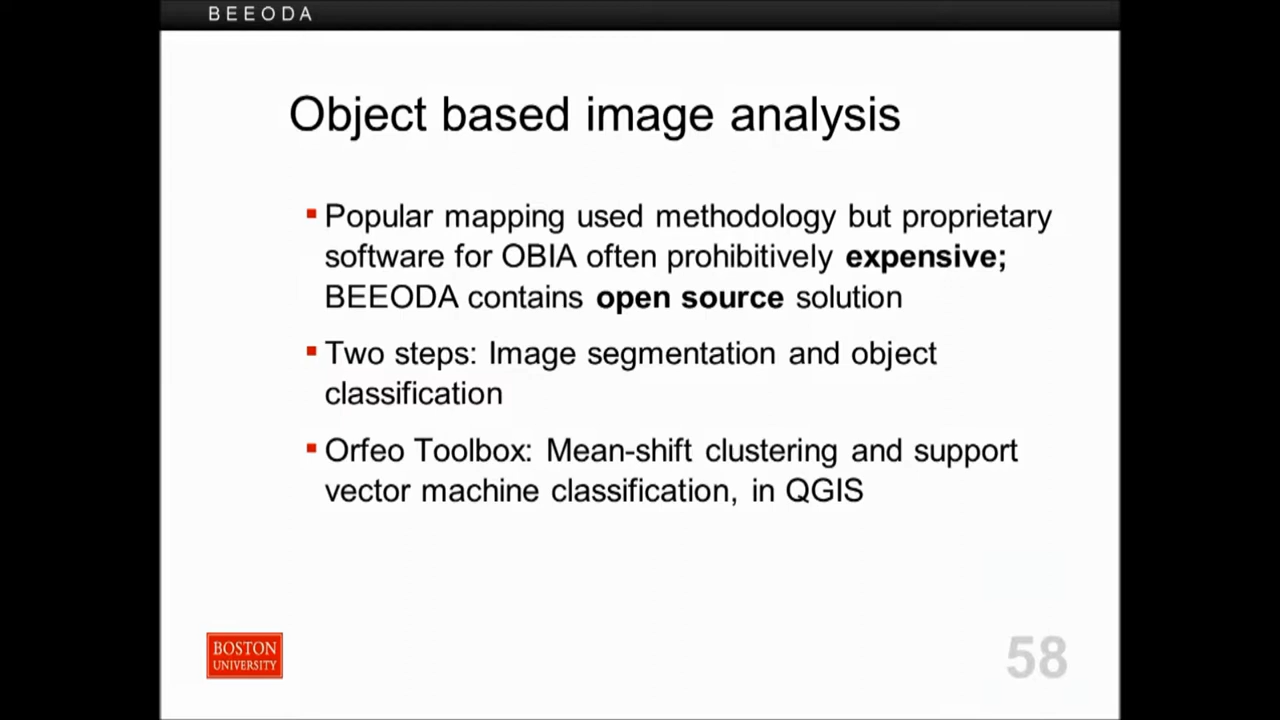 BEEODA
Object based image analysis
▪ Popular mapping used methodology but proprietary
software for OBIA often prohibitively expensive;
BEEODA contains open source solution
▪ Two steps: Image segmentation and object
classification
▪ Orfeo Toolbox: Mean-shift clustering and support
vector machine classification, in QGIS
BOSTON
UNIVERSITY
58